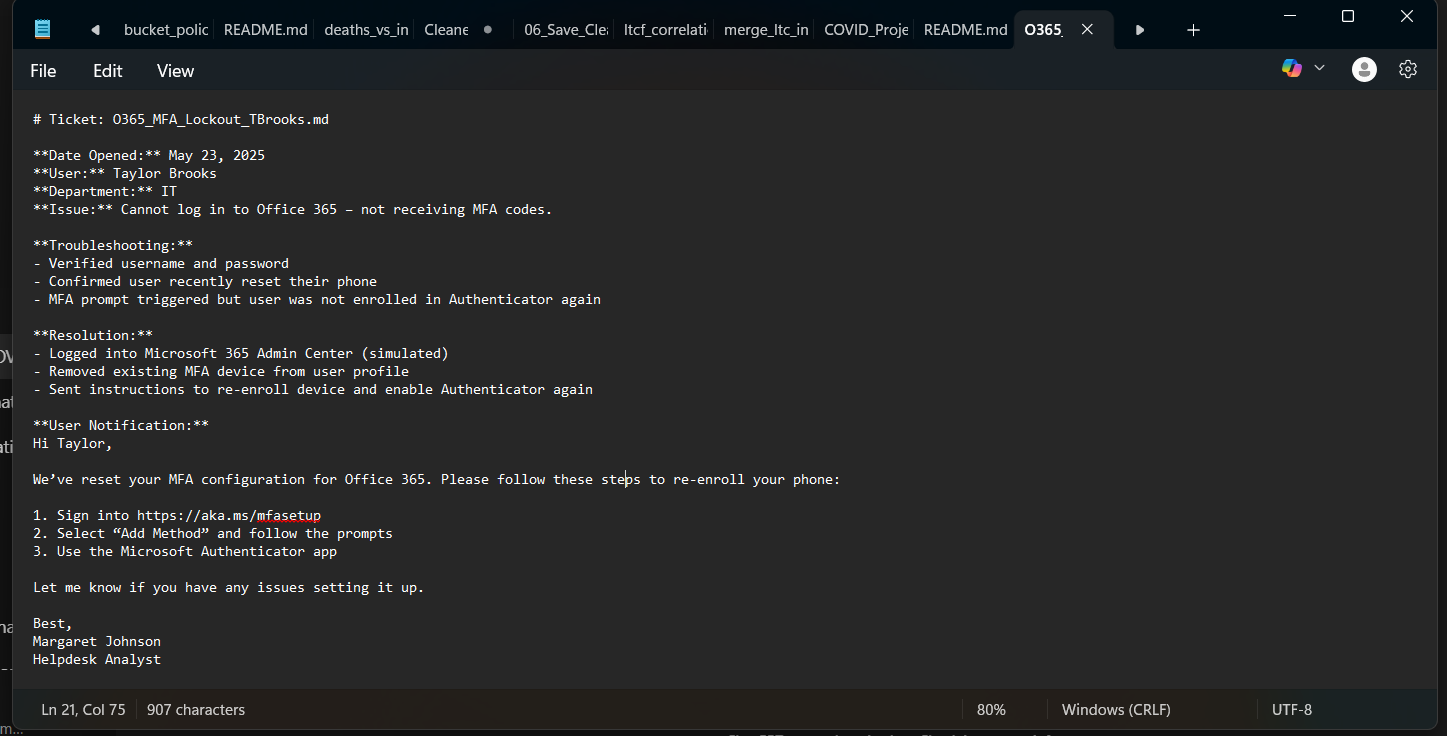 bucket_polic
README.md
deaths_vs_in
Cleane
06_Save_Clea
ltcf_correlati
merge_ltc_in
COVID_Proje
README.md
O365_
File
Edit
View
# Ticket: O365_MFA_Lockout_TBrooks.md
**Date Opened:** May 23, 2025
**User:** Taylor Brooks
**Department:** IT
**Issue:** Cannot log in to Office 365 – not receiving MFA codes.
**Troubleshooting:**
- Verified username and password
- Confirmed user recently reset their phone
- MFA prompt triggered but user was not enrolled in Authenticator again
**Resolution:**
- Logged into Microsoft 365 Admin Center (simulated)
- Removed existing MFA device from user profile
- Sent instructions to re-enroll device and enable Authenticator again
**User Notification:**
Hi Taylor,
We’ve reset your MFA configuration for Office 365. Please follow these steps to re-enroll your phone:
1. Sign into https://aka.ms/mfasetup
2. Select “Add Method” and follow the prompts
3. Use the Microsoft Authenticator app
Let me know if you have any issues setting it up.
Best,
Margaret Johnson
Helpdesk Analyst
Ln 21, Col 75
907 characters
80%
Windows (CRLF)
UTF-8